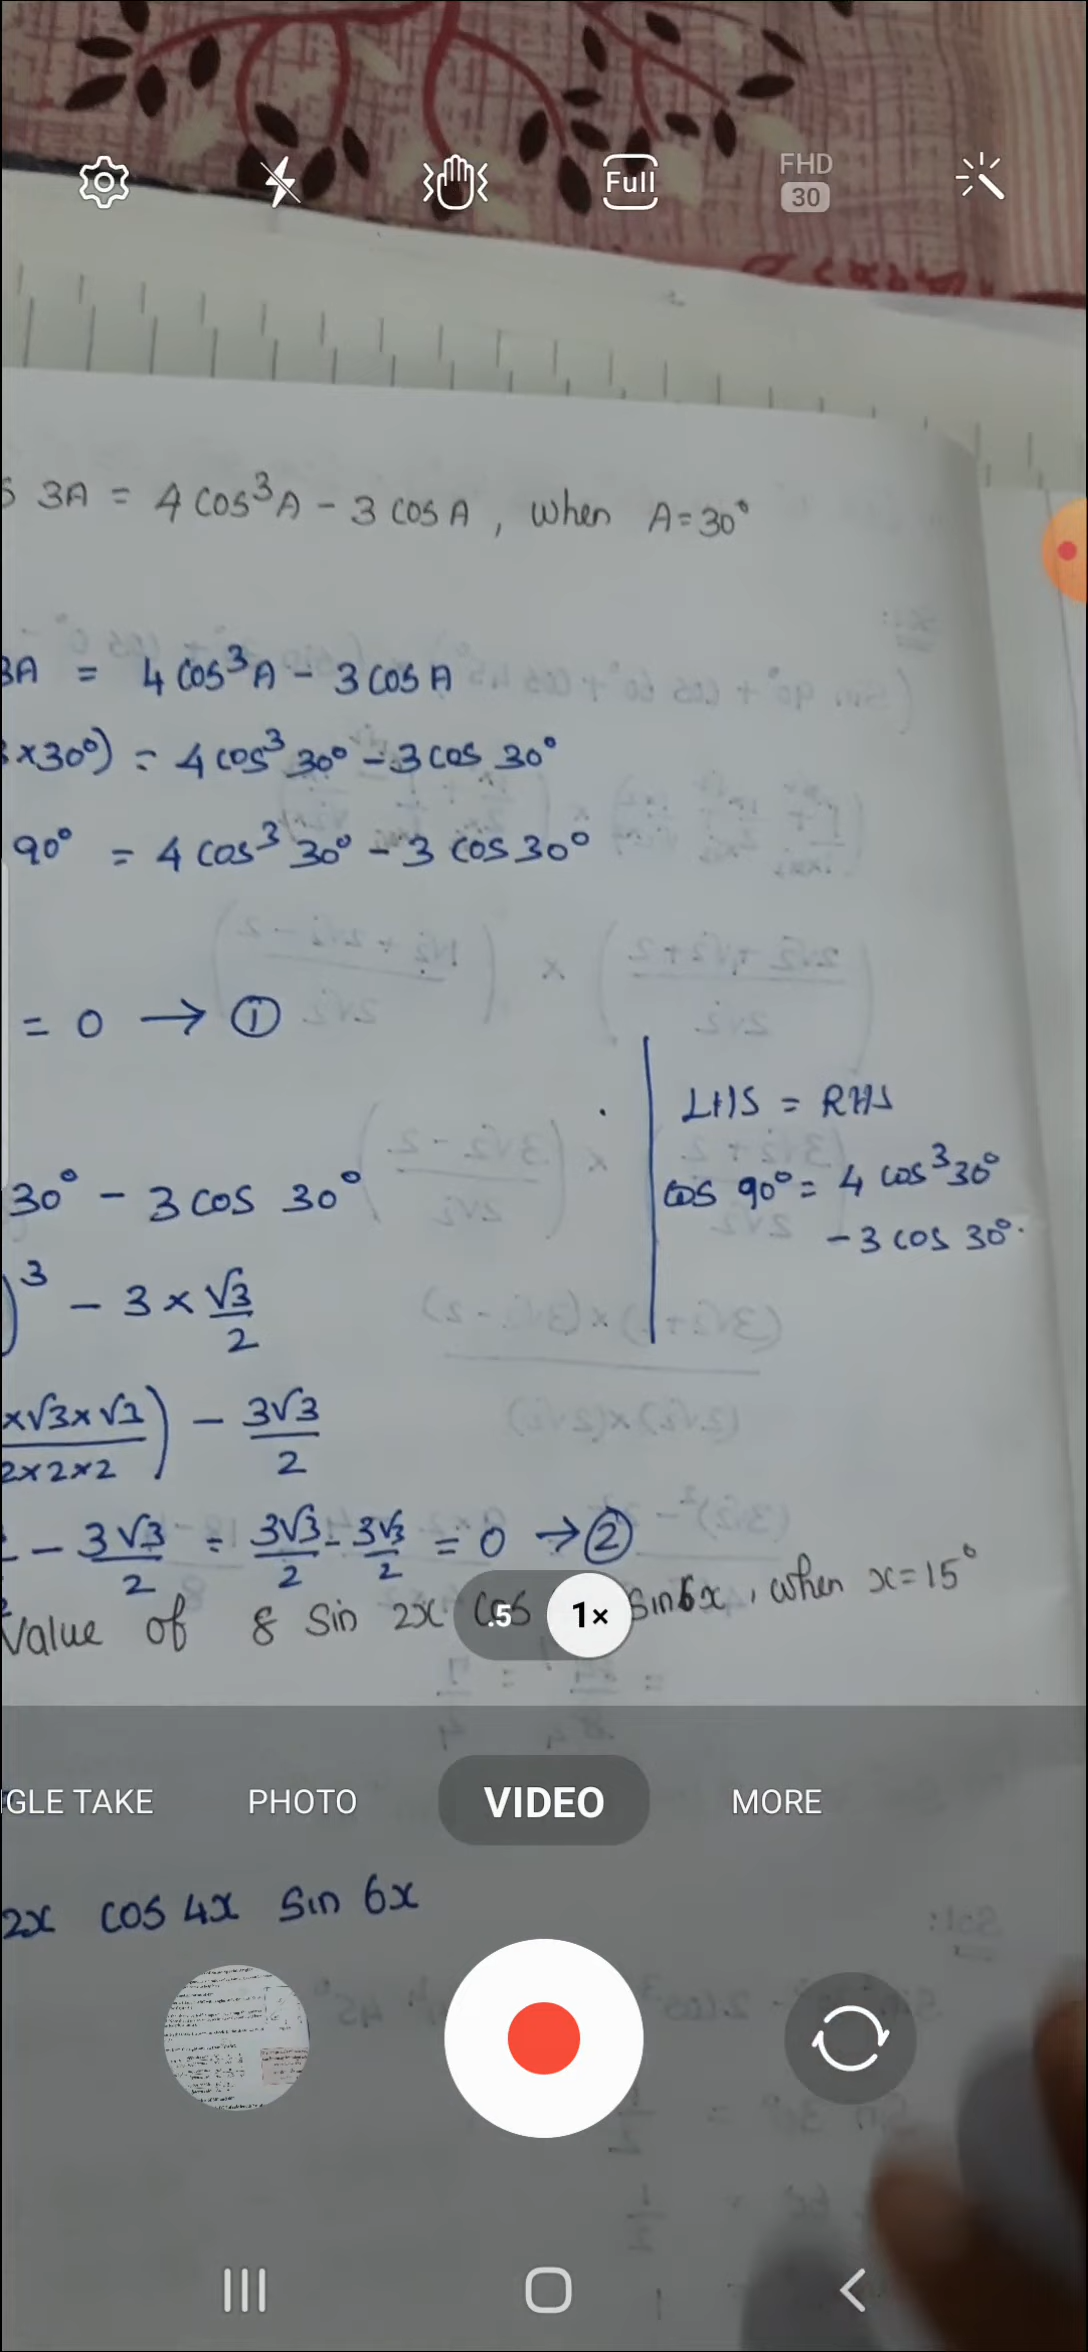 Full
FHD
30
3A = 4 cos³A - 3 cos A, when A=30°
3A = 4 cos³A - 3 cos A
×30°) = 4 cos³ 30° - 3 cos 30°
90° = 4 cos³ 30° - 3 cos 30°
= 0 → ①
LHS = RHS
cos 90° = 4 cos³30°
- 3 cos 30°.
30° - 3 cos 30°
)³ - 3 × √3/2
×√3×√3/2×2×2) - 3√3/2
- 3√3/2 = 3√3/2 - 3√3/2 = 0 → ②
Value of 8 sin 2x cos sin6x, when x=15°
.5 1×
GLE TAKE PHOTO VIDEO MORE
2x cos 4x sin 6x